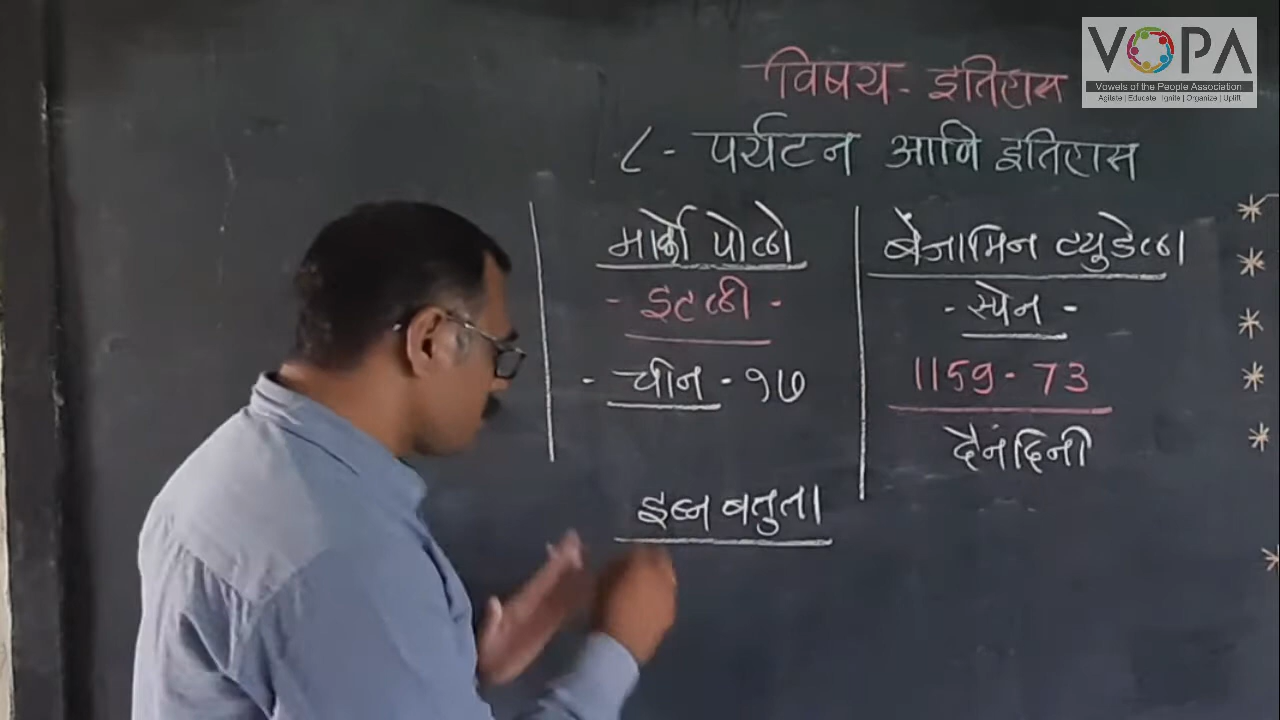 VOPA
Vowels of the People Association
Agitate | Educate | Ignite | Organize | Uplift
विषय - इतिहास
८ - पर्यटन आणि इतिहास
मार्को पोलो
- इटली -
- चीन - १७
बेंजामिन ट्युडेला
- स्पेन -
1159 - 73
दैनंदिनी
इब्न बतुता